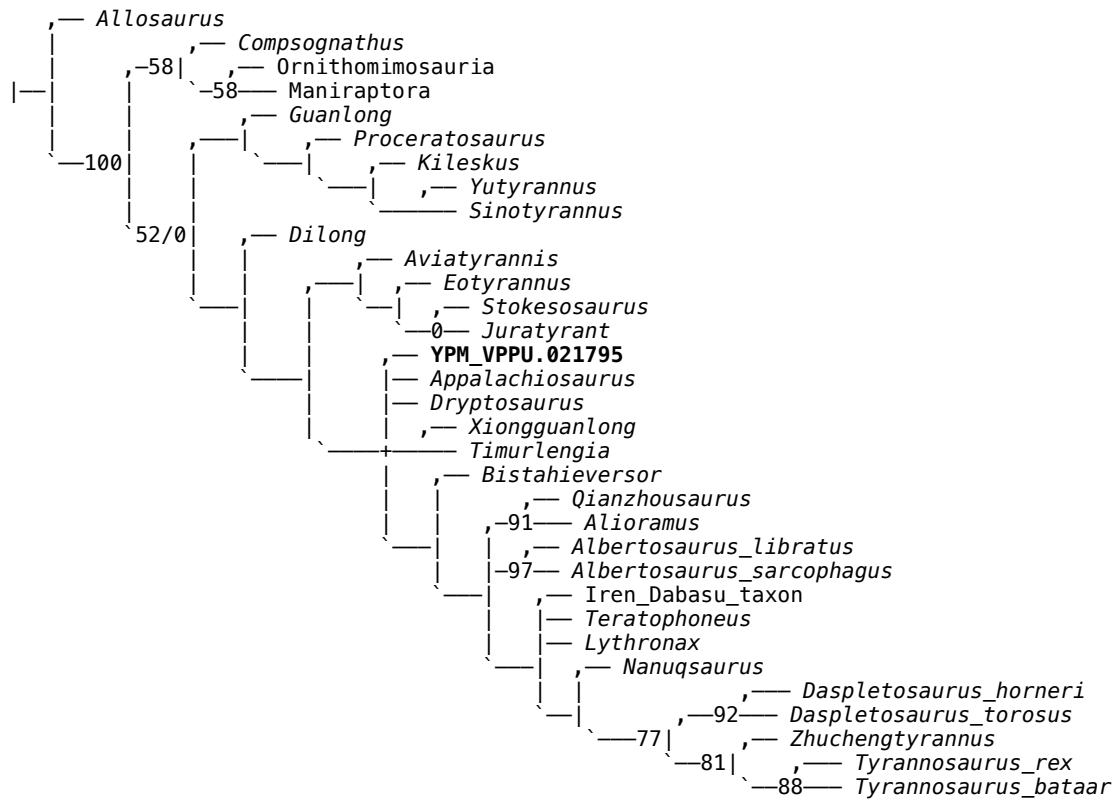 Allosaurus
Compsognathus
58
Ornithomimosauria
58 Maniraptora
Guanlong
Proceratosaurus
100 Kileskus
Yutyrannus
Sinotyrannus
52/0 Dilong
Aviatyrannis
Eotyrannus
Stokesosaurus
0 Juratyrant
YPM_VPPU.021795
Appalachiosaurus
Dryptosaurus
Xiongguanlong
Timurlengia
Bistahieversor
Qianzhousaurus
91 Alioramus
Albertosaurus_libratus
97 Albertosaurus_sarcophagus
Iren_Dabasu_taxon
Teratophoneus
Lythronax
Nanuqsaurus
Daspletosaurus_horneri
92 Daspletosaurus_torosus
77 Zhuchengtyrannus
81 Tyrannosaurus_rex
88 Tyrannosaurus_bataar